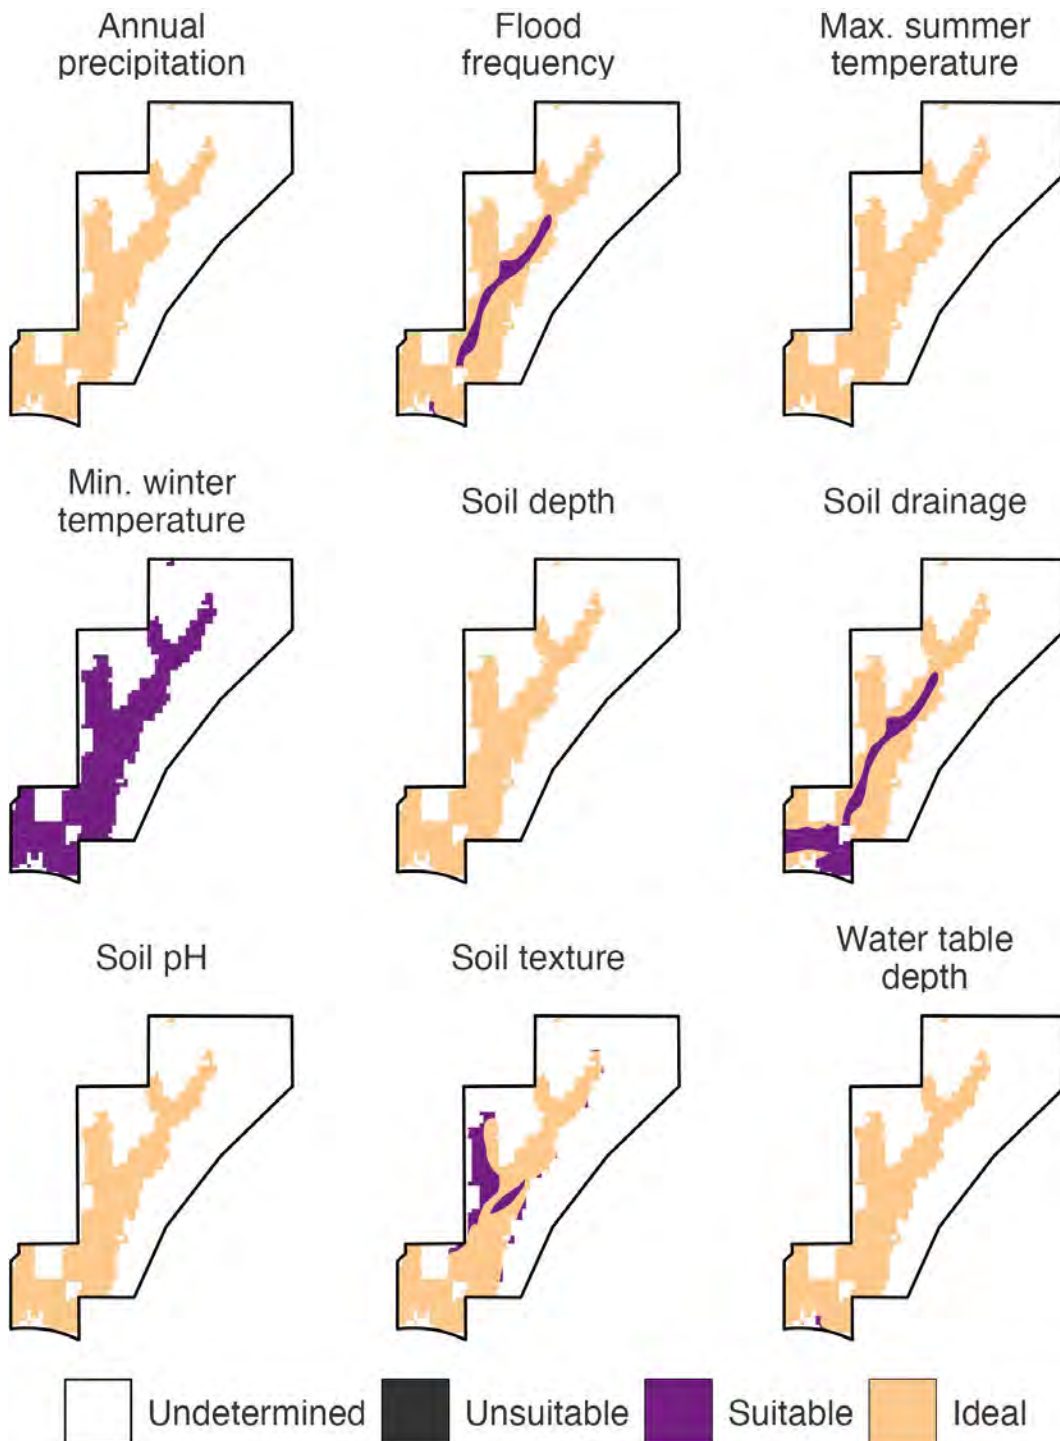 Annual
precipitation
Flood
frequency
Max. summer
temperature
Min. winter
temperature
Soil depth
Soil drainage
Soil pH
Soil texture
Water table
depth
Undetermined
Unsuitable
Suitable
Ideal